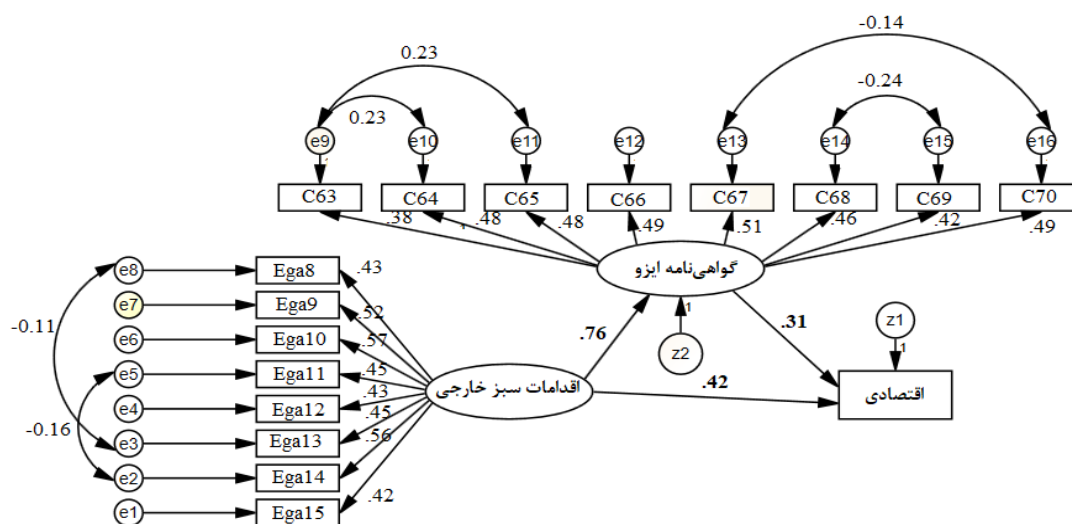 -0.14
0.23
-0.24
0.23
e9 e10 e11 e12 e13 e14 e15 e16
C63 C64 C65 C66 C67 C68 C69 C70
.38 .48 .48 .49 .51 .46 .42 .49
گواهی‌نامه ایزو
e8 Ega8 .43
e7 Ega9 .52
-0.11
e6 Ega10 .57
.76 1 .31 z1
z2 1
e5 Ega11 .45
اقدامات سبز خارجی .42 اقتصادی
e4 Ega12 .43
-0.16
e3 Ega13 .45
e2 Ega14 .56
e1 Ega15 .42